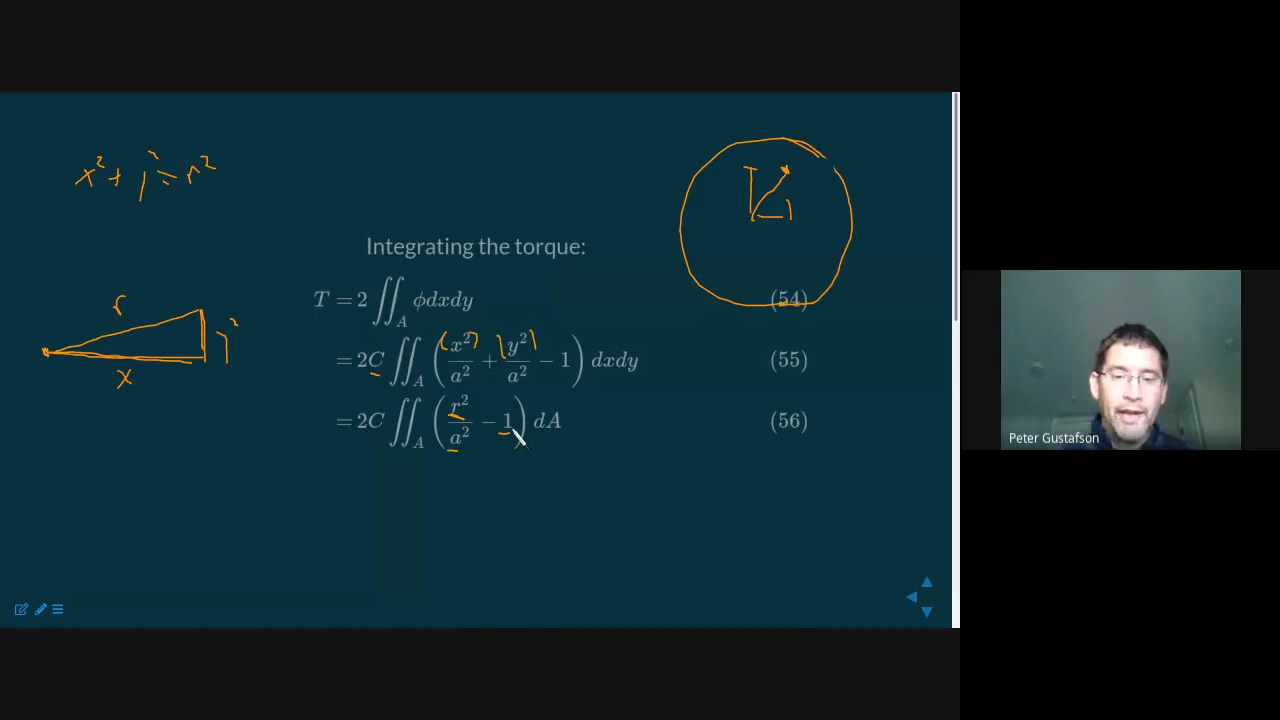 x² + y² = r²
Integrating the torque:
T = 2 ∬_A ϕdxdy (54)
= 2C ∬_A (x²/a² + y²/a² − 1) dxdy (55)
= 2C ∬_A (r²/a² − 1) dA (56)
r
x
y²
Peter Gustafson